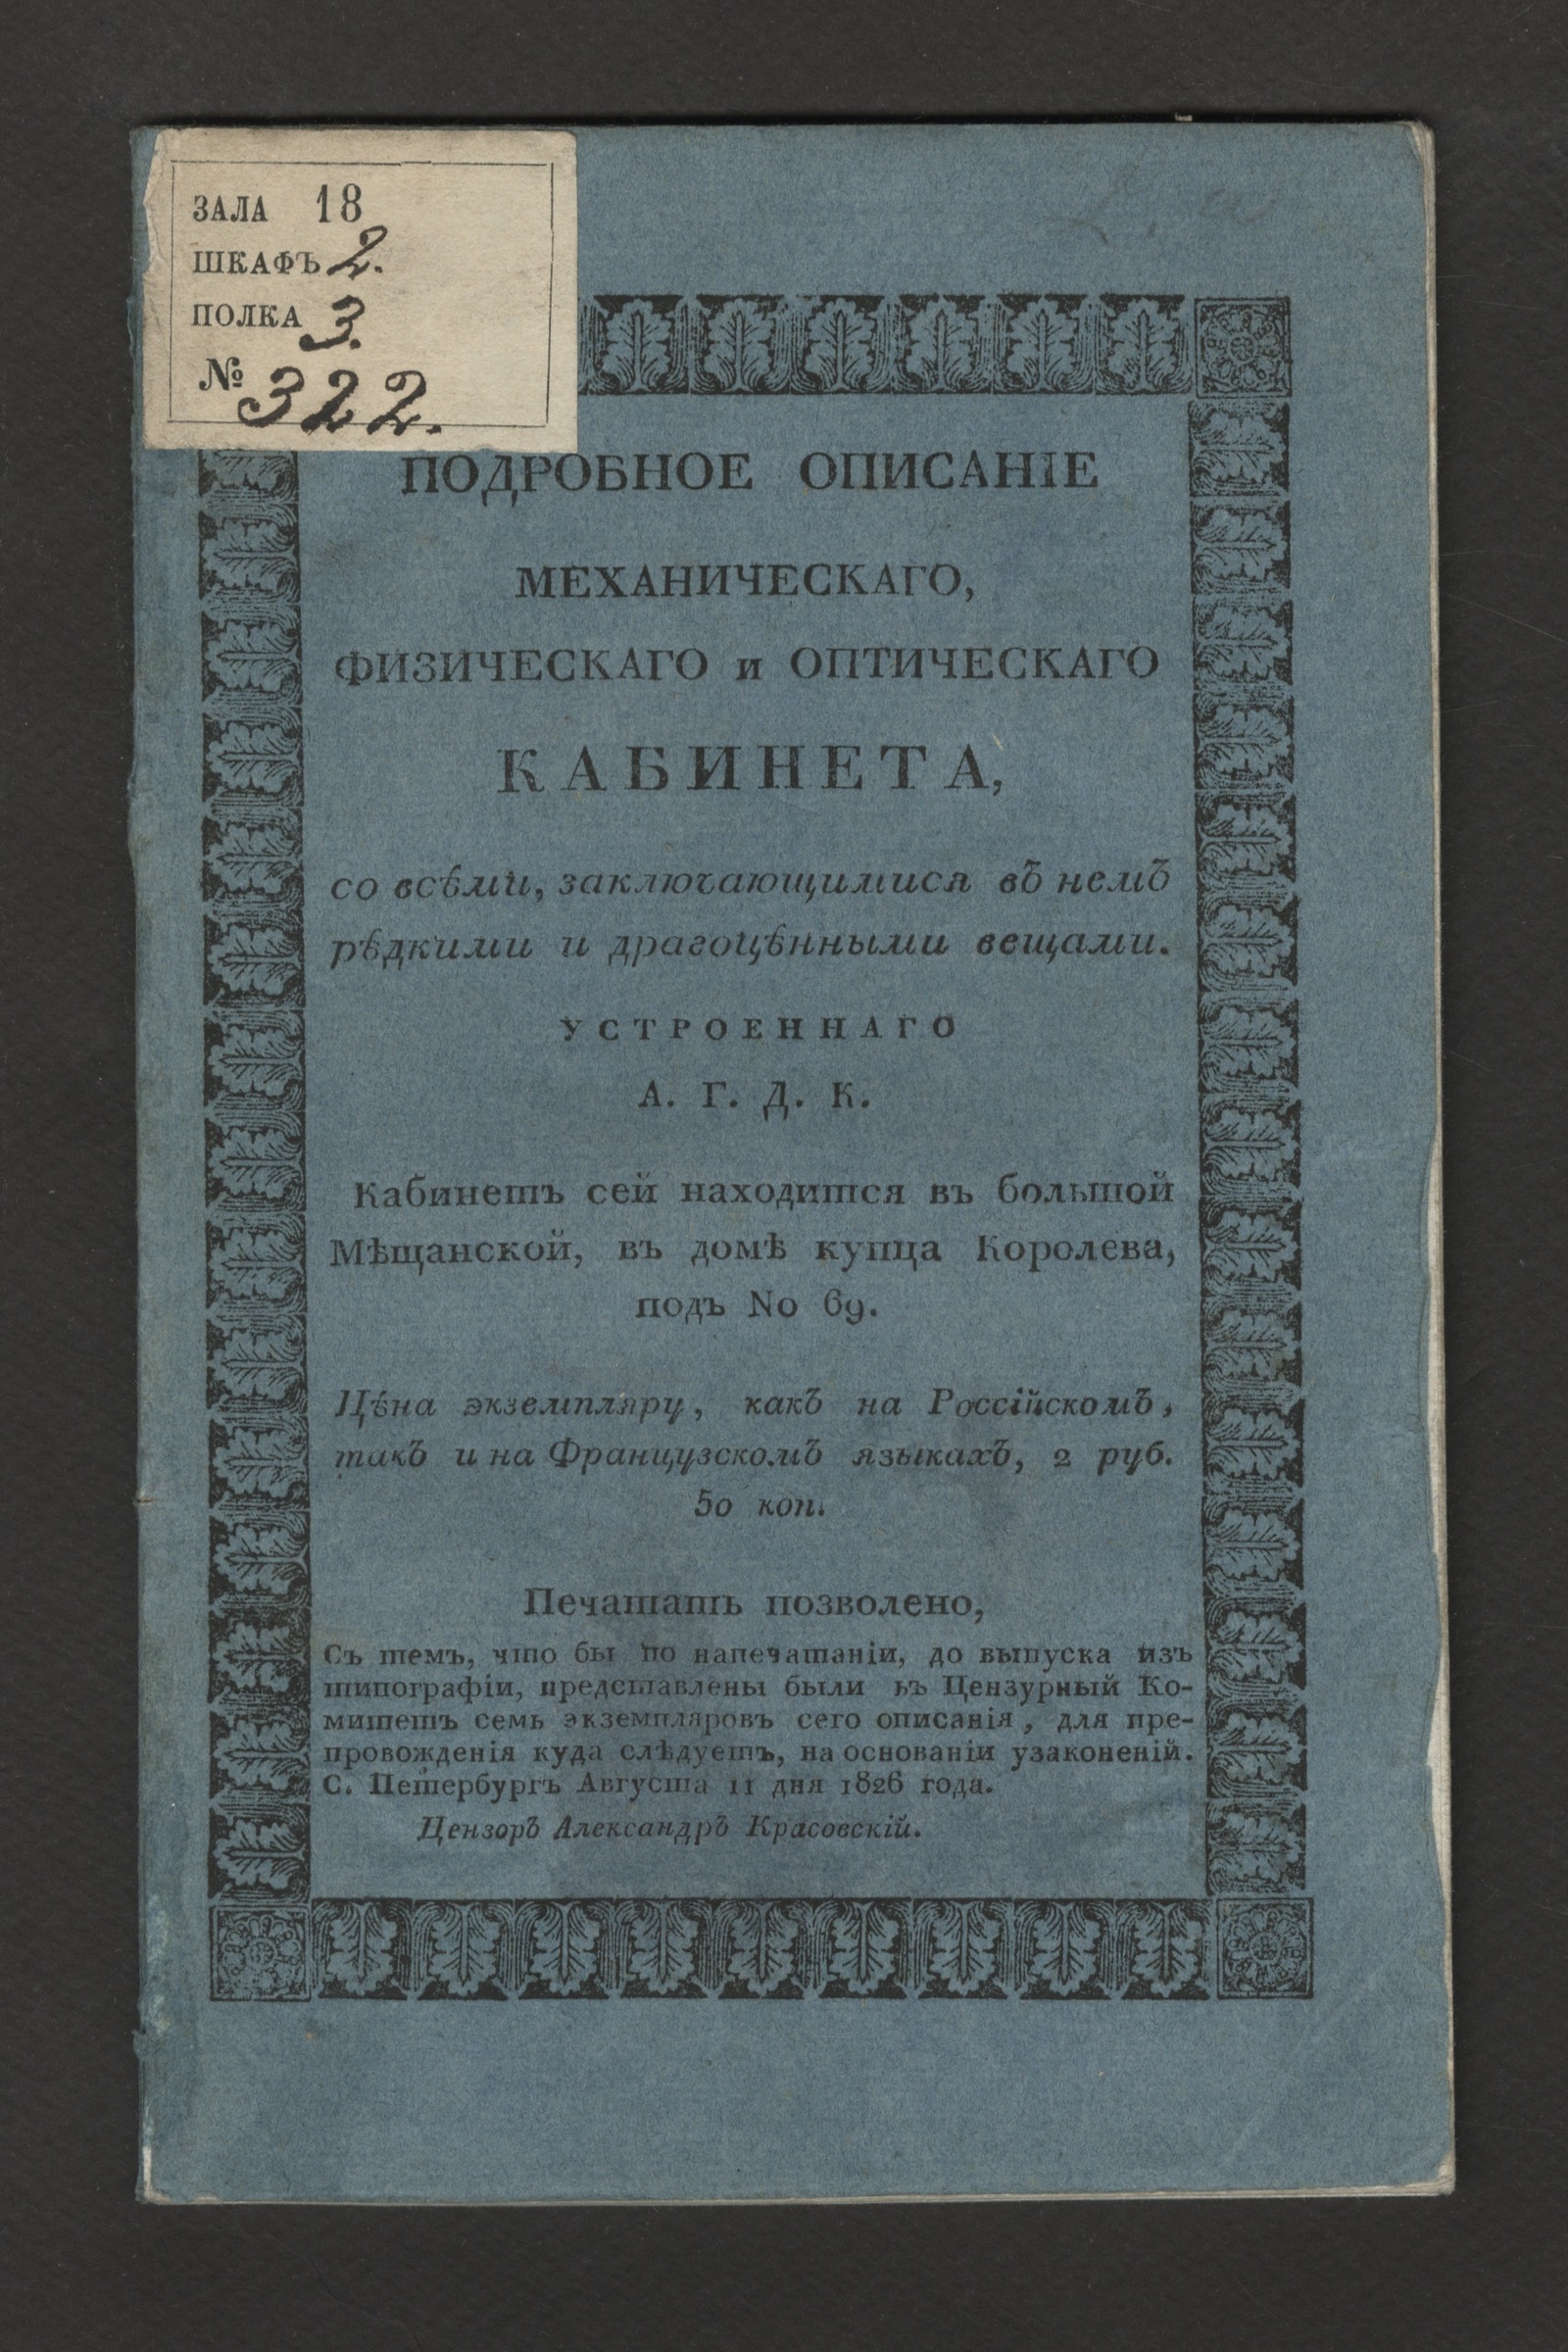 ЗАЛА 18
ШКАФЪ 2.
ПОЛКА 3.
№ 322.
ПОДРОБНОЕ ОПИСАНІЕ
МЕХАНИЧЕСКАГО,
ФИЗИЧЕСКАГО и ОПТИЧЕСКАГО
КАБИНЕТА,
со всѣми, заключающимися въ немъ
рѣдкими и драгоцѣнными вещами.
УСТРОЕННАГО
А. Г. Д. К.
Кабинетъ сей находится въ большой
Мѣщанской, въ домѣ купца Королева,
подъ No 69.
Цѣна экземпляру, какъ на Россійскомъ,
такъ и на Французскомъ языкахъ, 2 руб.
50 коп.
Печатать позволено,
Съ темъ, что бы по напечатаніи, до выпуска изъ
типографіи, представлены были въ Цензурный Ко-
митетъ семь экземпляровъ сего описанія, для пре-
провожденія куда слѣдуетъ, на основаніи узаконеній.
С. Петербургъ Августа 11 дня 1826 года.
Цензоръ Александръ Красовскій.